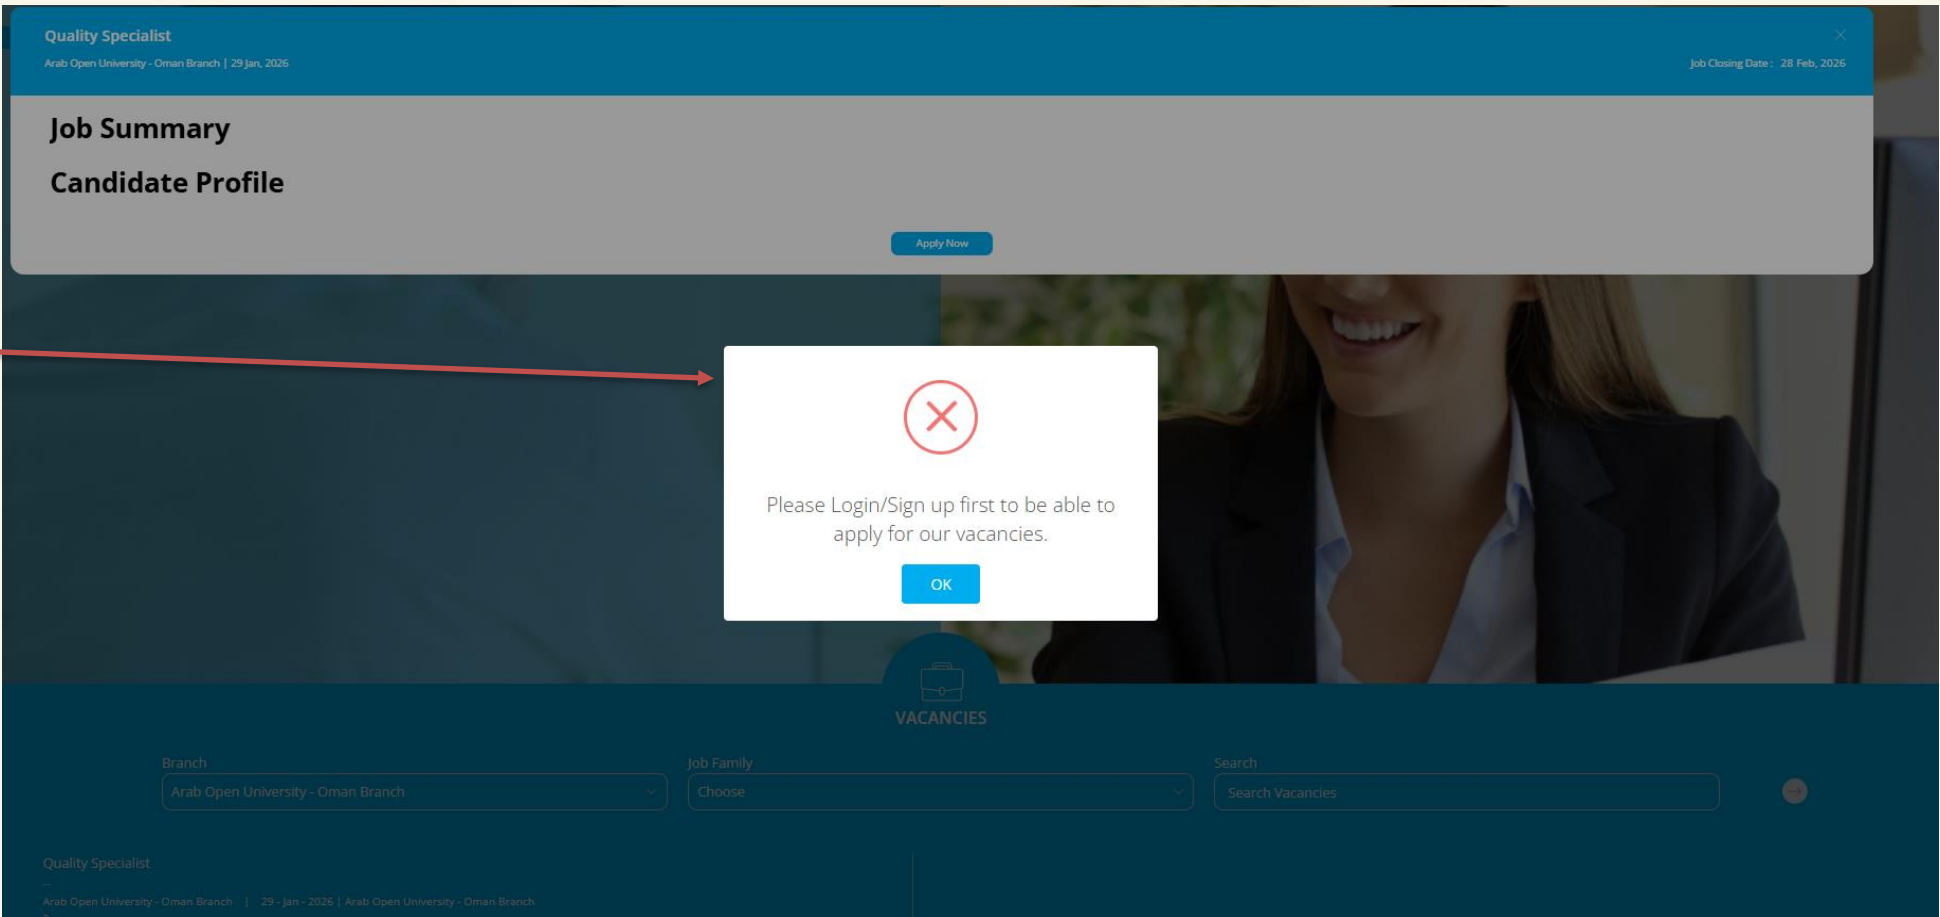 Quality Specialist
Arab Open University - Oman Branch | 29 Jan, 2026
Job Closing Date : 28 Feb, 2026
Job Summary
Candidate Profile
Apply Now
Please Login/Sign up first to be able to
apply for our vacancies.
OK
VACANCIES
Branch
Job Family
Search
Arab Open University - Oman Branch
Choose
Search Vacancies
Quality Specialist
...
Arab Open University - Oman Branch | 29 - Jan - 2026 | Arab Open University - Oman Branch